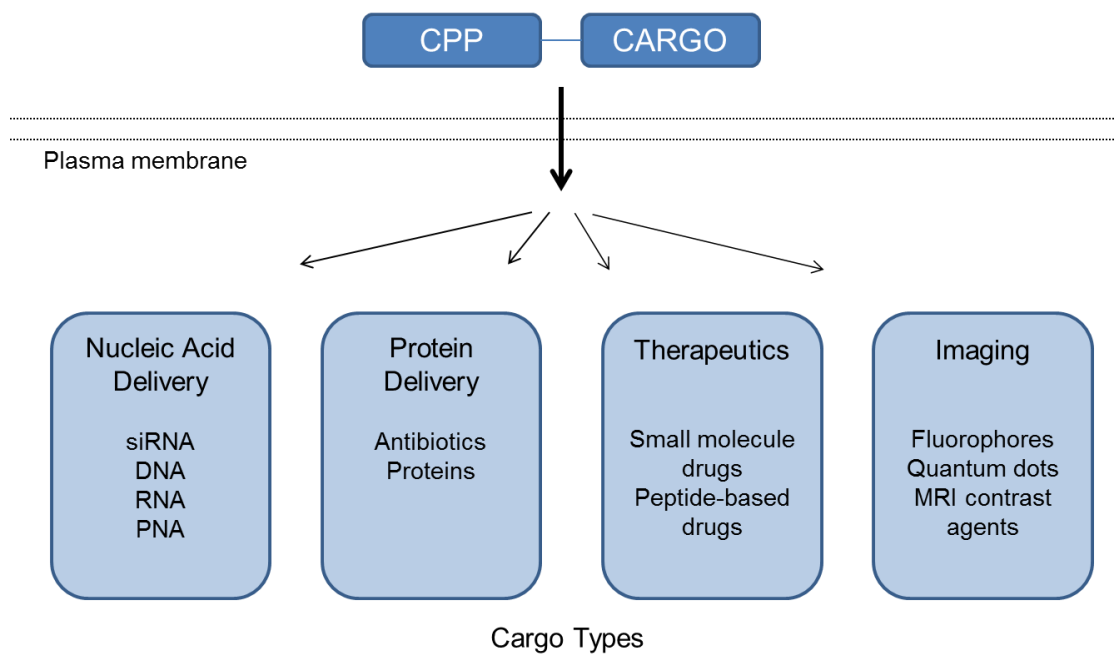 CPP
CARGO
Plasma membrane
Nucleic Acid
Delivery
siRNA
DNA
RNA
PNA
Protein
Delivery
Antibiotics
Proteins
Therapeutics
Small molecule
drugs
Peptide-based
drugs
Imaging
Fluorophores
Quantum dots
MRI contrast
agents
Cargo Types